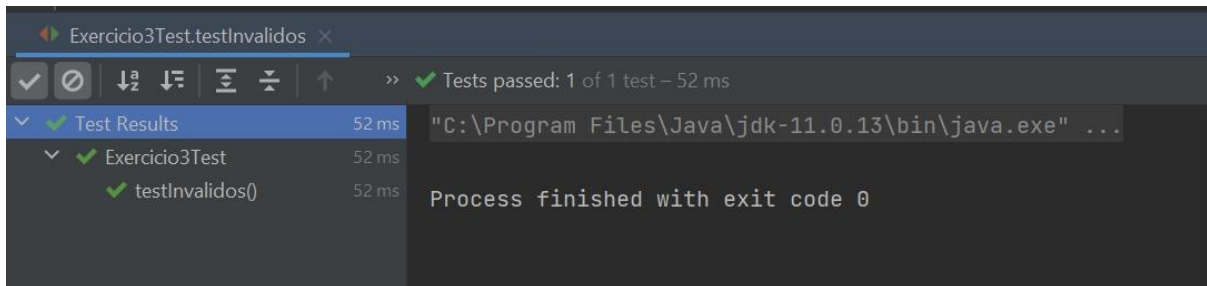 Exercicio3Test.testInvalidos ×
» Tests passed: 1 of 1 test – 52 ms
Test Results 52 ms
Exercicio3Test 52 ms
testInvalidos() 52 ms
"C:\Program Files\Java\jdk-11.0.13\bin\java.exe" ...
Process finished with exit code 0